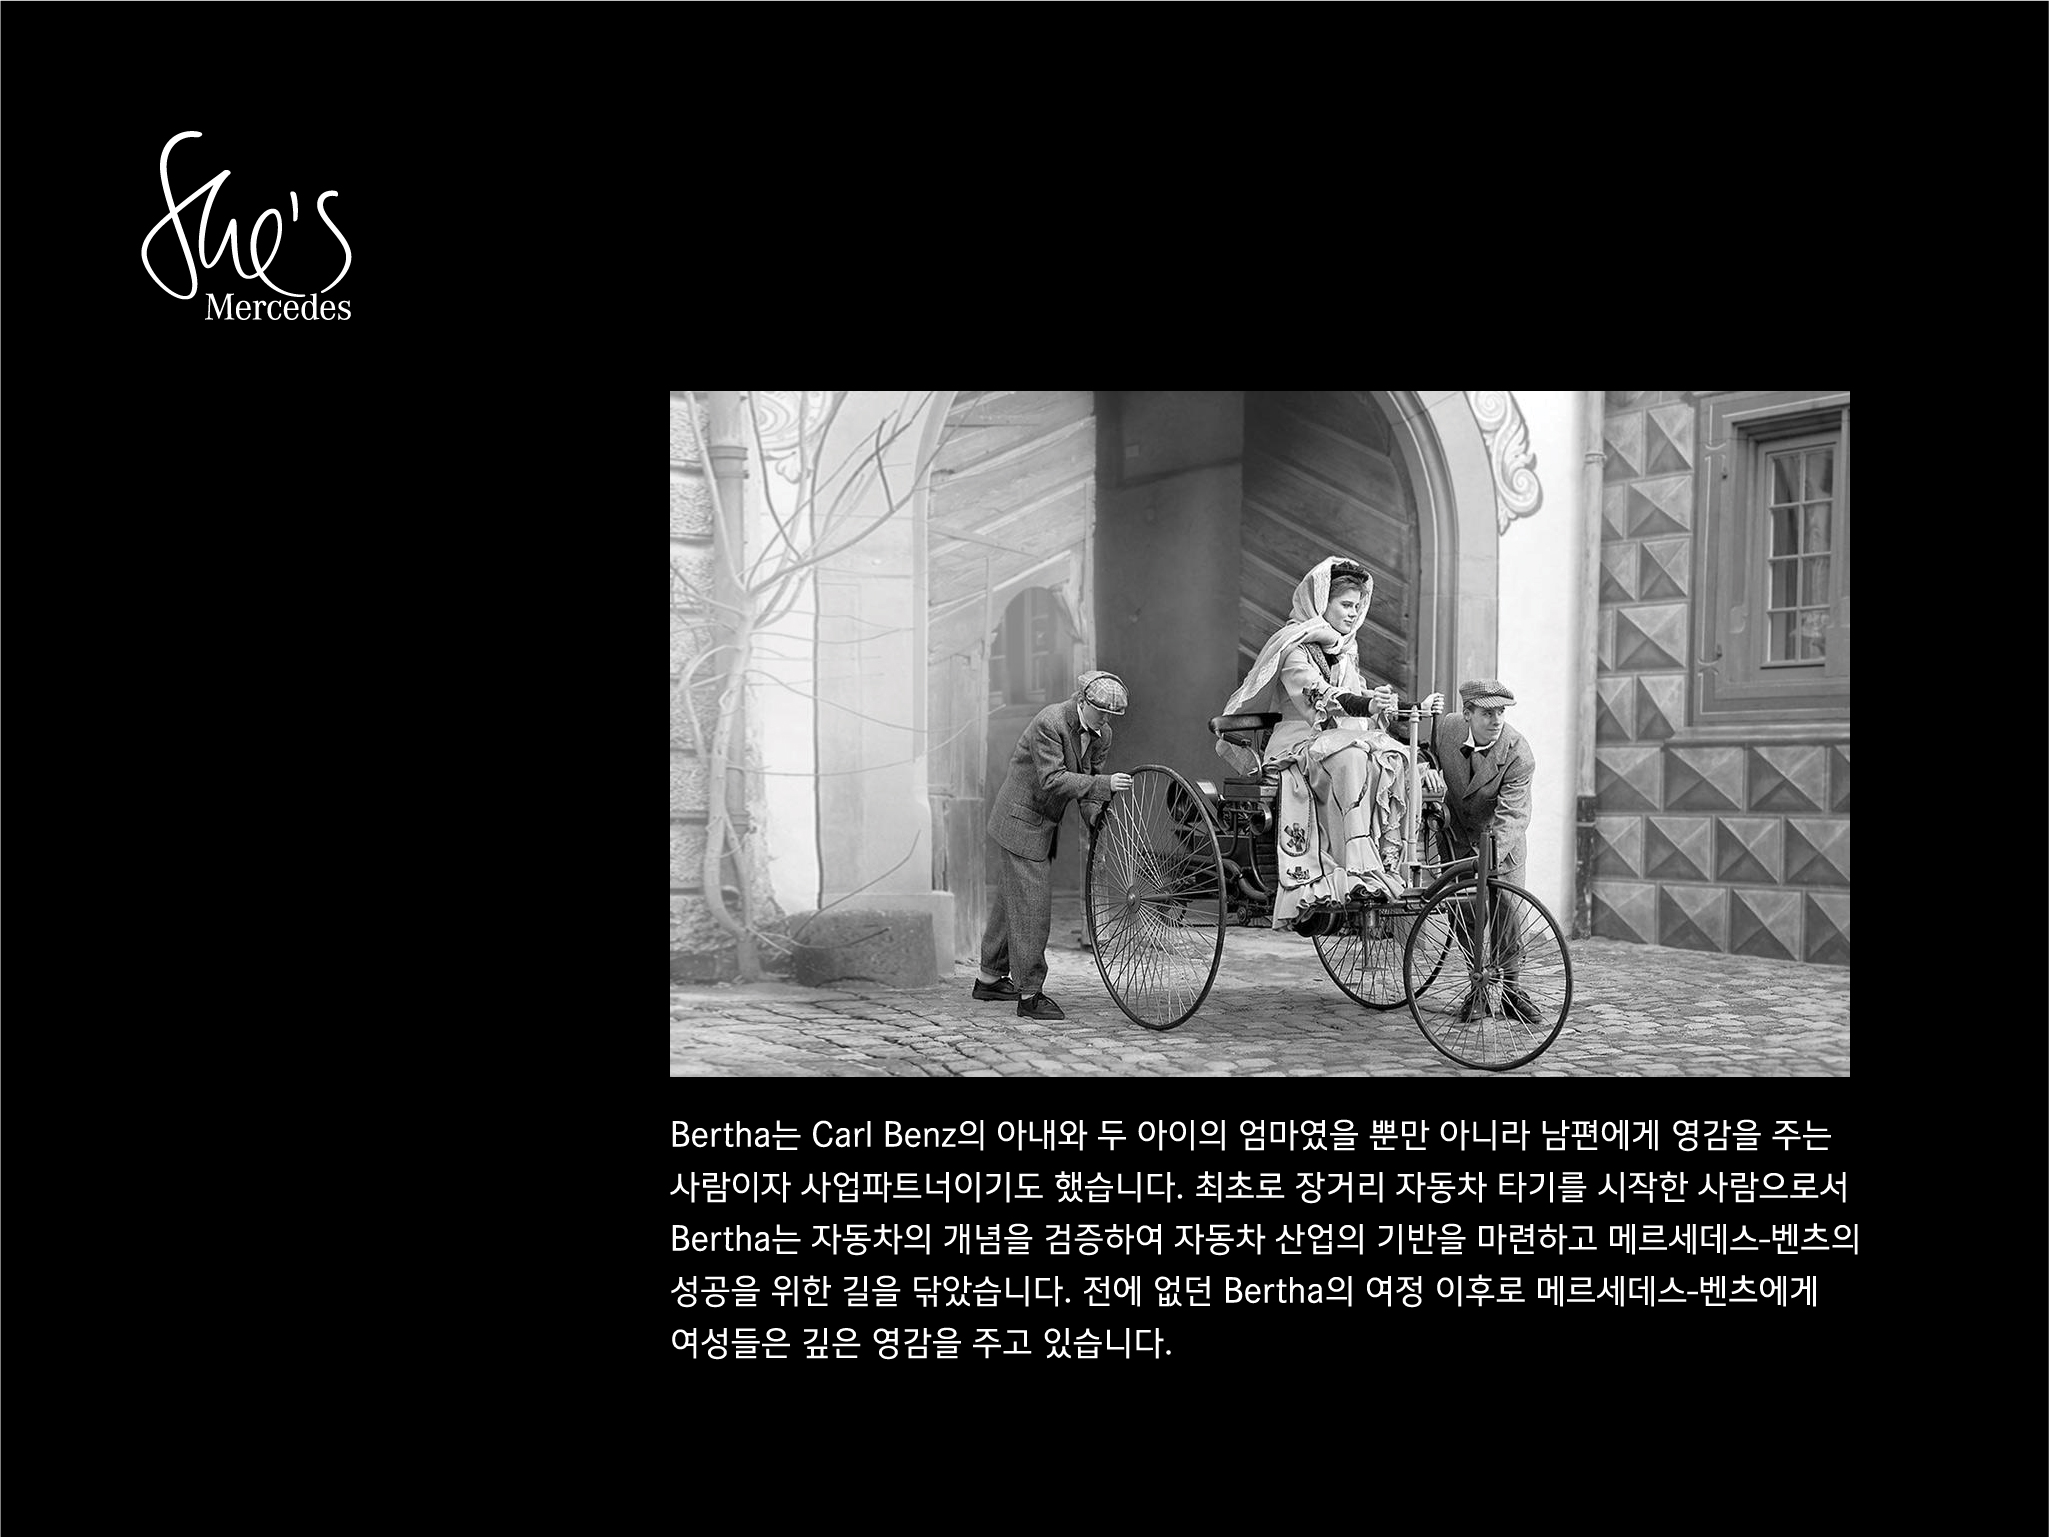 She's
Mercedes
Bertha는 Carl Benz의 아내와 두 아이의 엄마였을 뿐만 아니라 남편에게 영감을 주는
사람이자 사업파트너이기도 했습니다. 최초로 장거리 자동차 타기를 시작한 사람으로서
Bertha는 자동차의 개념을 검증하여 자동차 산업의 기반을 마련하고 메르세데스-벤츠의
성공을 위한 길을 닦았습니다. 전에 없던 Bertha의 여정 이후로 메르세데스-벤츠에게
여성들은 깊은 영감을 주고 있습니다.